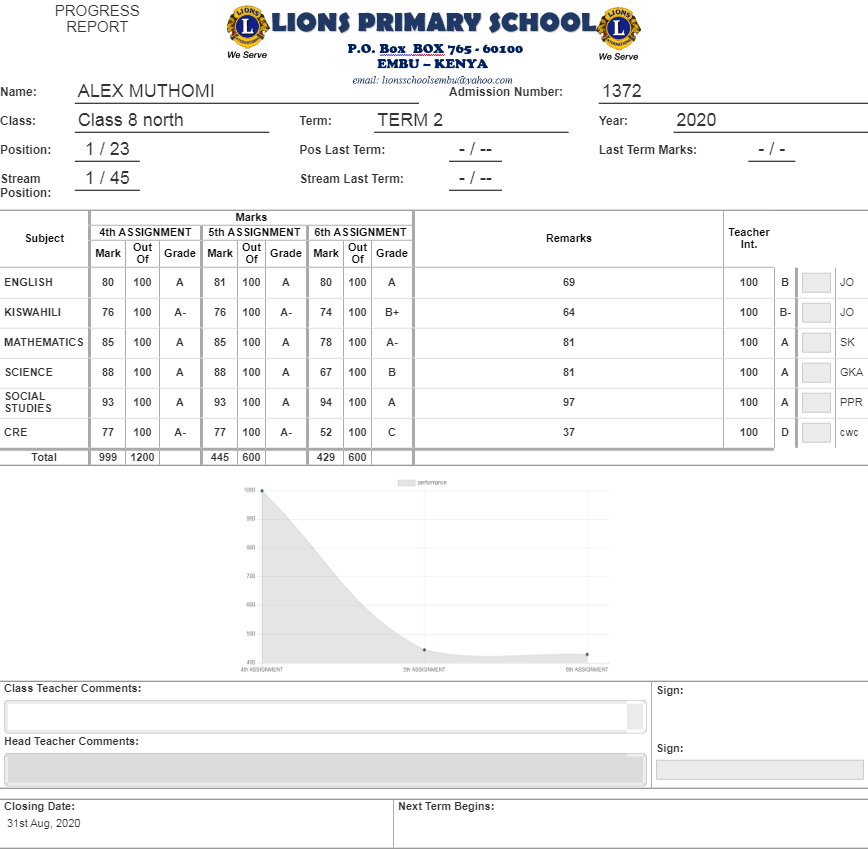 PROGRESS
REPORT
LIONS
L
INTERNATIONAL
We Serve
LIONS PRIMARY SCHOOL
P.O. Box BOX 765 - 60100
EMBU – KENYA
email: lionsschoolsembu@yahoo.com
LIONS
L
INTERNATIONAL
We Serve
Name: ALEX MUTHOMI Admission Number: 1372
Class: Class 8 north Term: TERM 2 Year: 2020
Position: 1 / 23 Pos Last Term: - / -- Last Term Marks: - / -
Stream Position: 1 / 45 Stream Last Term: - / --
Subject Marks Remarks Teacher Int.
4th ASSIGNMENT 5th ASSIGNMENT 6th ASSIGNMENT
Mark Out Of Grade Mark Out Of Grade Mark Out Of Grade
ENGLISH 80 100 A 81 100 A 80 100 A 69 100 B JO
KISWAHILI 76 100 A- 76 100 A- 74 100 B+ 64 100 B- JO
MATHEMATICS 85 100 A 85 100 A 78 100 A- 81 100 A SK
SCIENCE 88 100 A 88 100 A 67 100 B 81 100 A GKA
SOCIAL STUDIES 93 100 A 93 100 A 94 100 A 97 100 A PPR
CRE 77 100 A- 77 100 A- 52 100 C 37 100 D cwc
Total 999 1200 445 600 429 600
performance
1000
900
800
700
600
500
400
4th ASSIGNMENT 5th ASSIGNMENT 6th ASSIGNMENT
Class Teacher Comments: Sign:
Head Teacher Comments: Sign:
Closing Date: Next Term Begins:
31st Aug, 2020